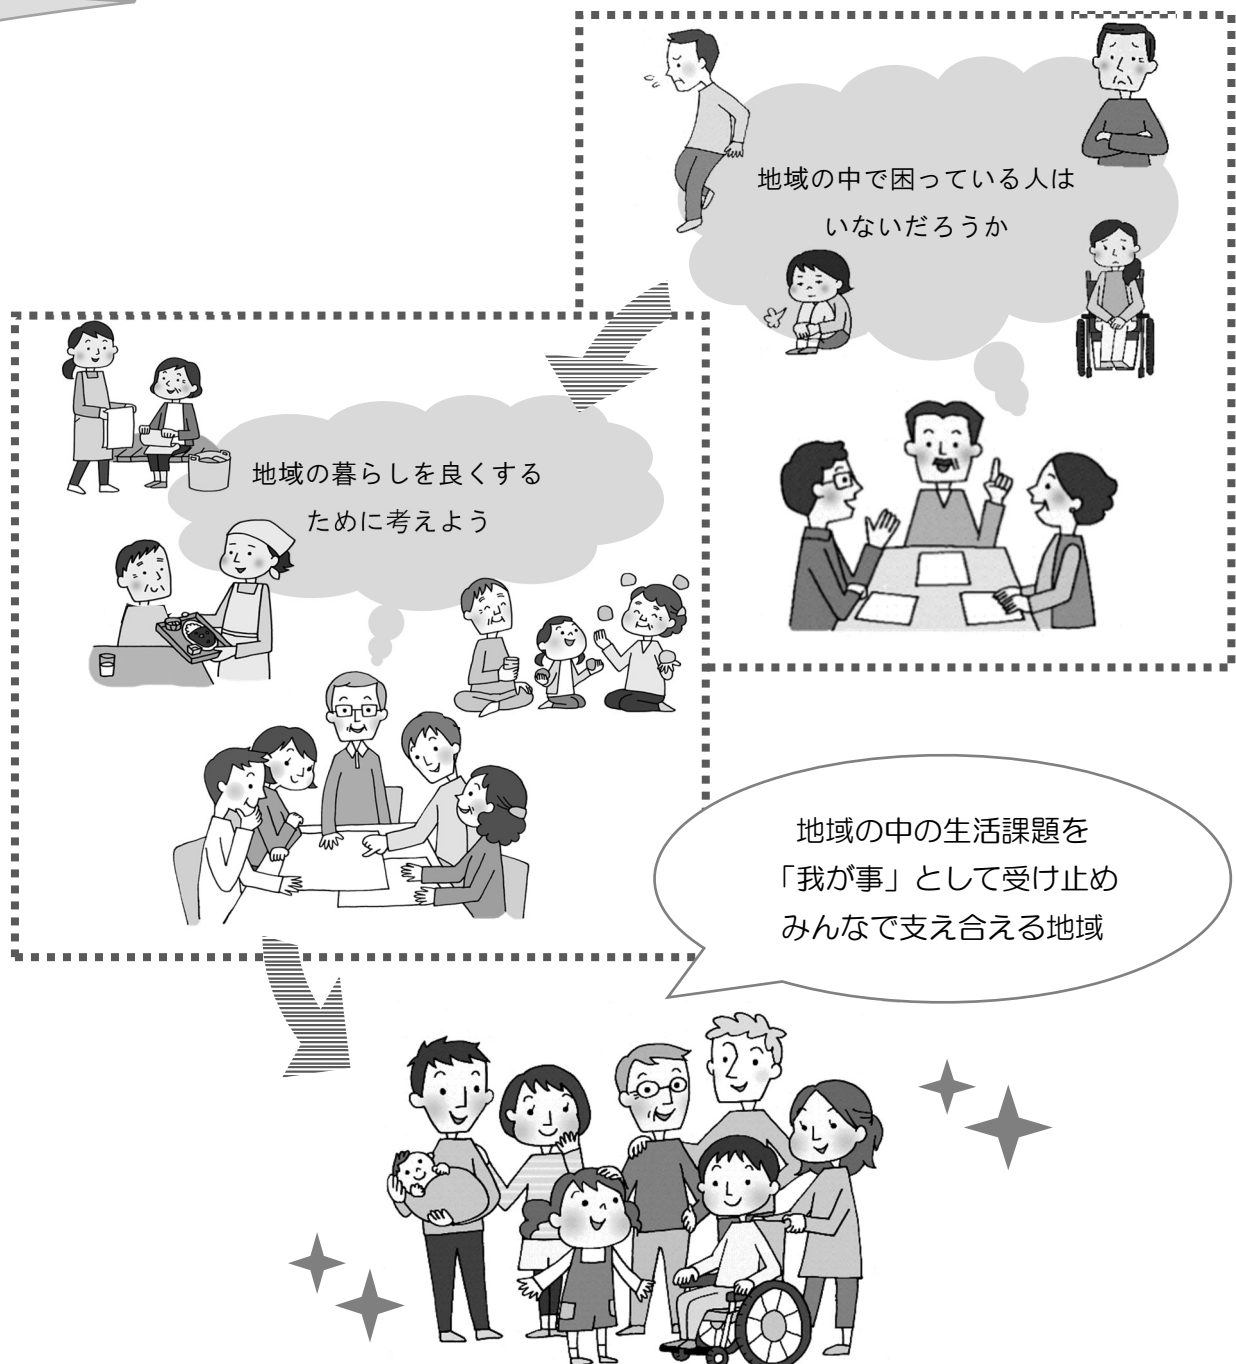 地域の中で困っている人は
いないだろうか
地域の暮らしを良くする
ために考えよう
地域の中の生活課題を
「我が事」として受け止め
みんなで支え合える地域